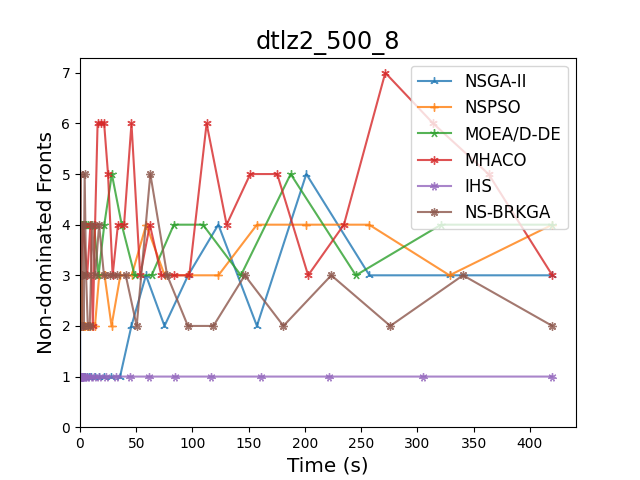 dtlz2_500_8
Non-dominated Fronts
7
6
5
4
3
2
1
0
NSGA-II
NSPSO
MOEA/D-DE
MHACO
IHS
NS-BRKGA
0 50 100 150 200 250 300 350 400
Time (s)